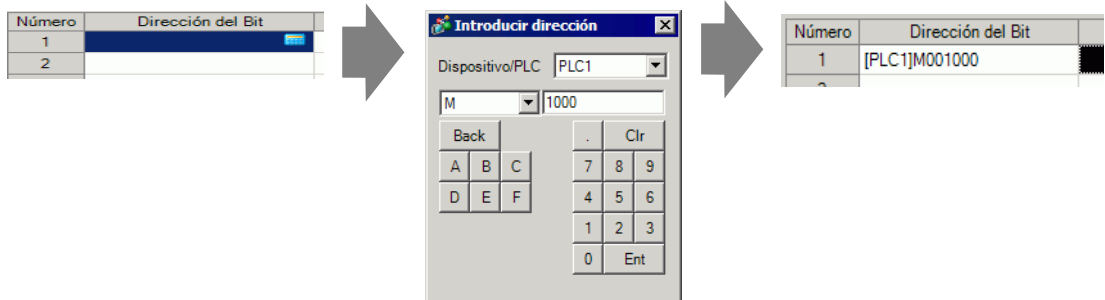 Número Dirección del Bit
1
2
Introducir dirección
Dispositivo/PLC PLC1
M 1000
Back . Clr
A B C 7 8 9
D E F 4 5 6
1 2 3
0 Ent
Número Dirección del Bit
1 [PLC1]M001000